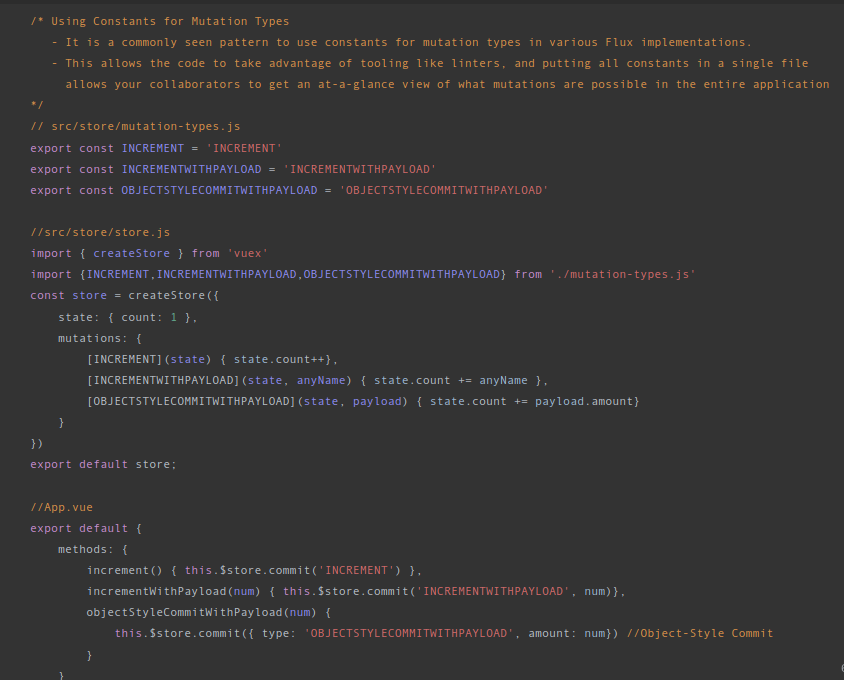 /* Using Constants for Mutation Types
- It is a commonly seen pattern to use constants for mutation types in various Flux implementations.
- This allows the code to take advantage of tooling like linters, and putting all constants in a single file
allows your collaborators to get an at-a-glance view of what mutations are possible in the entire application
*/
// src/store/mutation-types.js
export const INCREMENT = 'INCREMENT'
export const INCREMENTWITHPAYLOAD = 'INCREMENTWITHPAYLOAD'
export const OBJECTSTYLECOMMITWITHPAYLOAD = 'OBJECTSTYLECOMMITWITHPAYLOAD'
//src/store/store.js
import { createStore } from 'vuex'
import {INCREMENT,INCREMENTWITHPAYLOAD,OBJECTSTYLECOMMITWITHPAYLOAD} from './mutation-types.js'
const store = createStore({
state: { count: 1 },
mutations: {
[INCREMENT](state) { state.count++},
[INCREMENTWITHPAYLOAD](state, anyName) { state.count += anyName },
[OBJECTSTYLECOMMITWITHPAYLOAD](state, payload) { state.count += payload.amount}
}
})
export default store;
//App.vue
export default {
methods: {
increment() { this.$store.commit('INCREMENT') },
incrementWithPayload(num) { this.$store.commit('INCREMENTWITHPAYLOAD', num)},
objectStyleCommitWithPayload(num) {
this.$store.commit({ type: 'OBJECTSTYLECOMMITWITHPAYLOAD', amount: num}) //Object-Style Commit
}
}